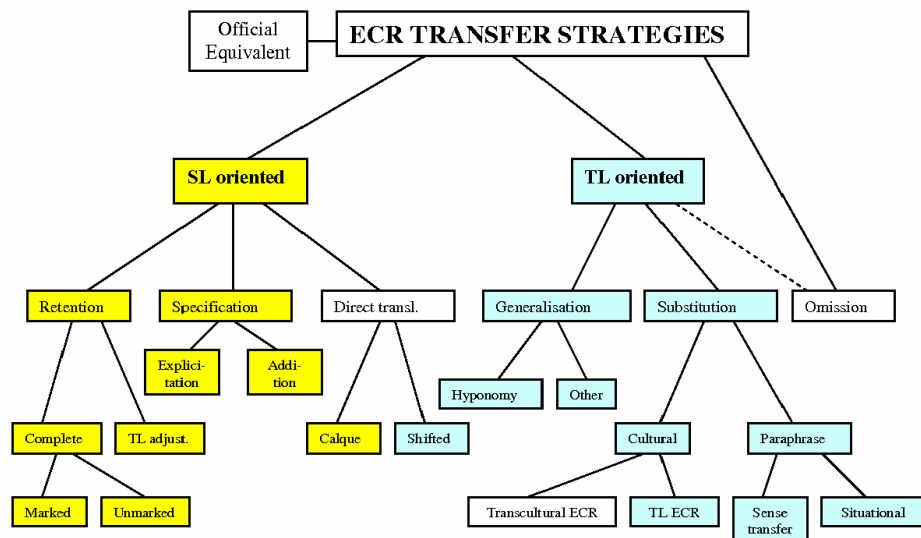 Official
Equivalent
ECR TRANSFER STRATEGIES
SL oriented
TL oriented
Retention
Specification
Direct transl.
Generalisation
Substitution
Omission
Explici-
tation
Addi-
tion
Hyponomy
Other
Complete
TL adjust.
Calque
Shifted
Cultural
Paraphrase
Marked
Unmarked
Transcultural ECR
TL ECR
Sense
transfer
Situational